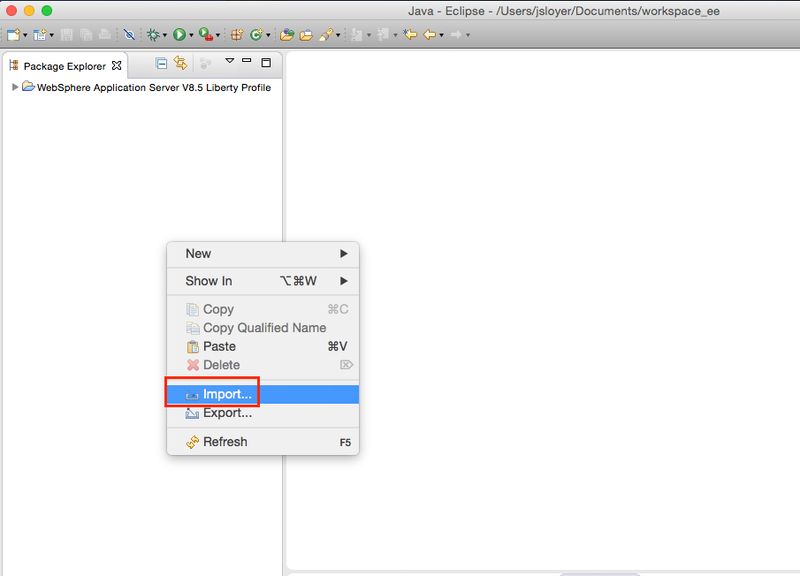 Java - Eclipse - /Users/jsloyer/Documents/workspace_ee
Package Explorer
WebSphere Application Server V8.5 Liberty Profile
New
Show In ⌥⌘W
Copy ⌘C
Copy Qualified Name
Paste ⌘V
Delete ⌦
Import...
Export...
Refresh F5